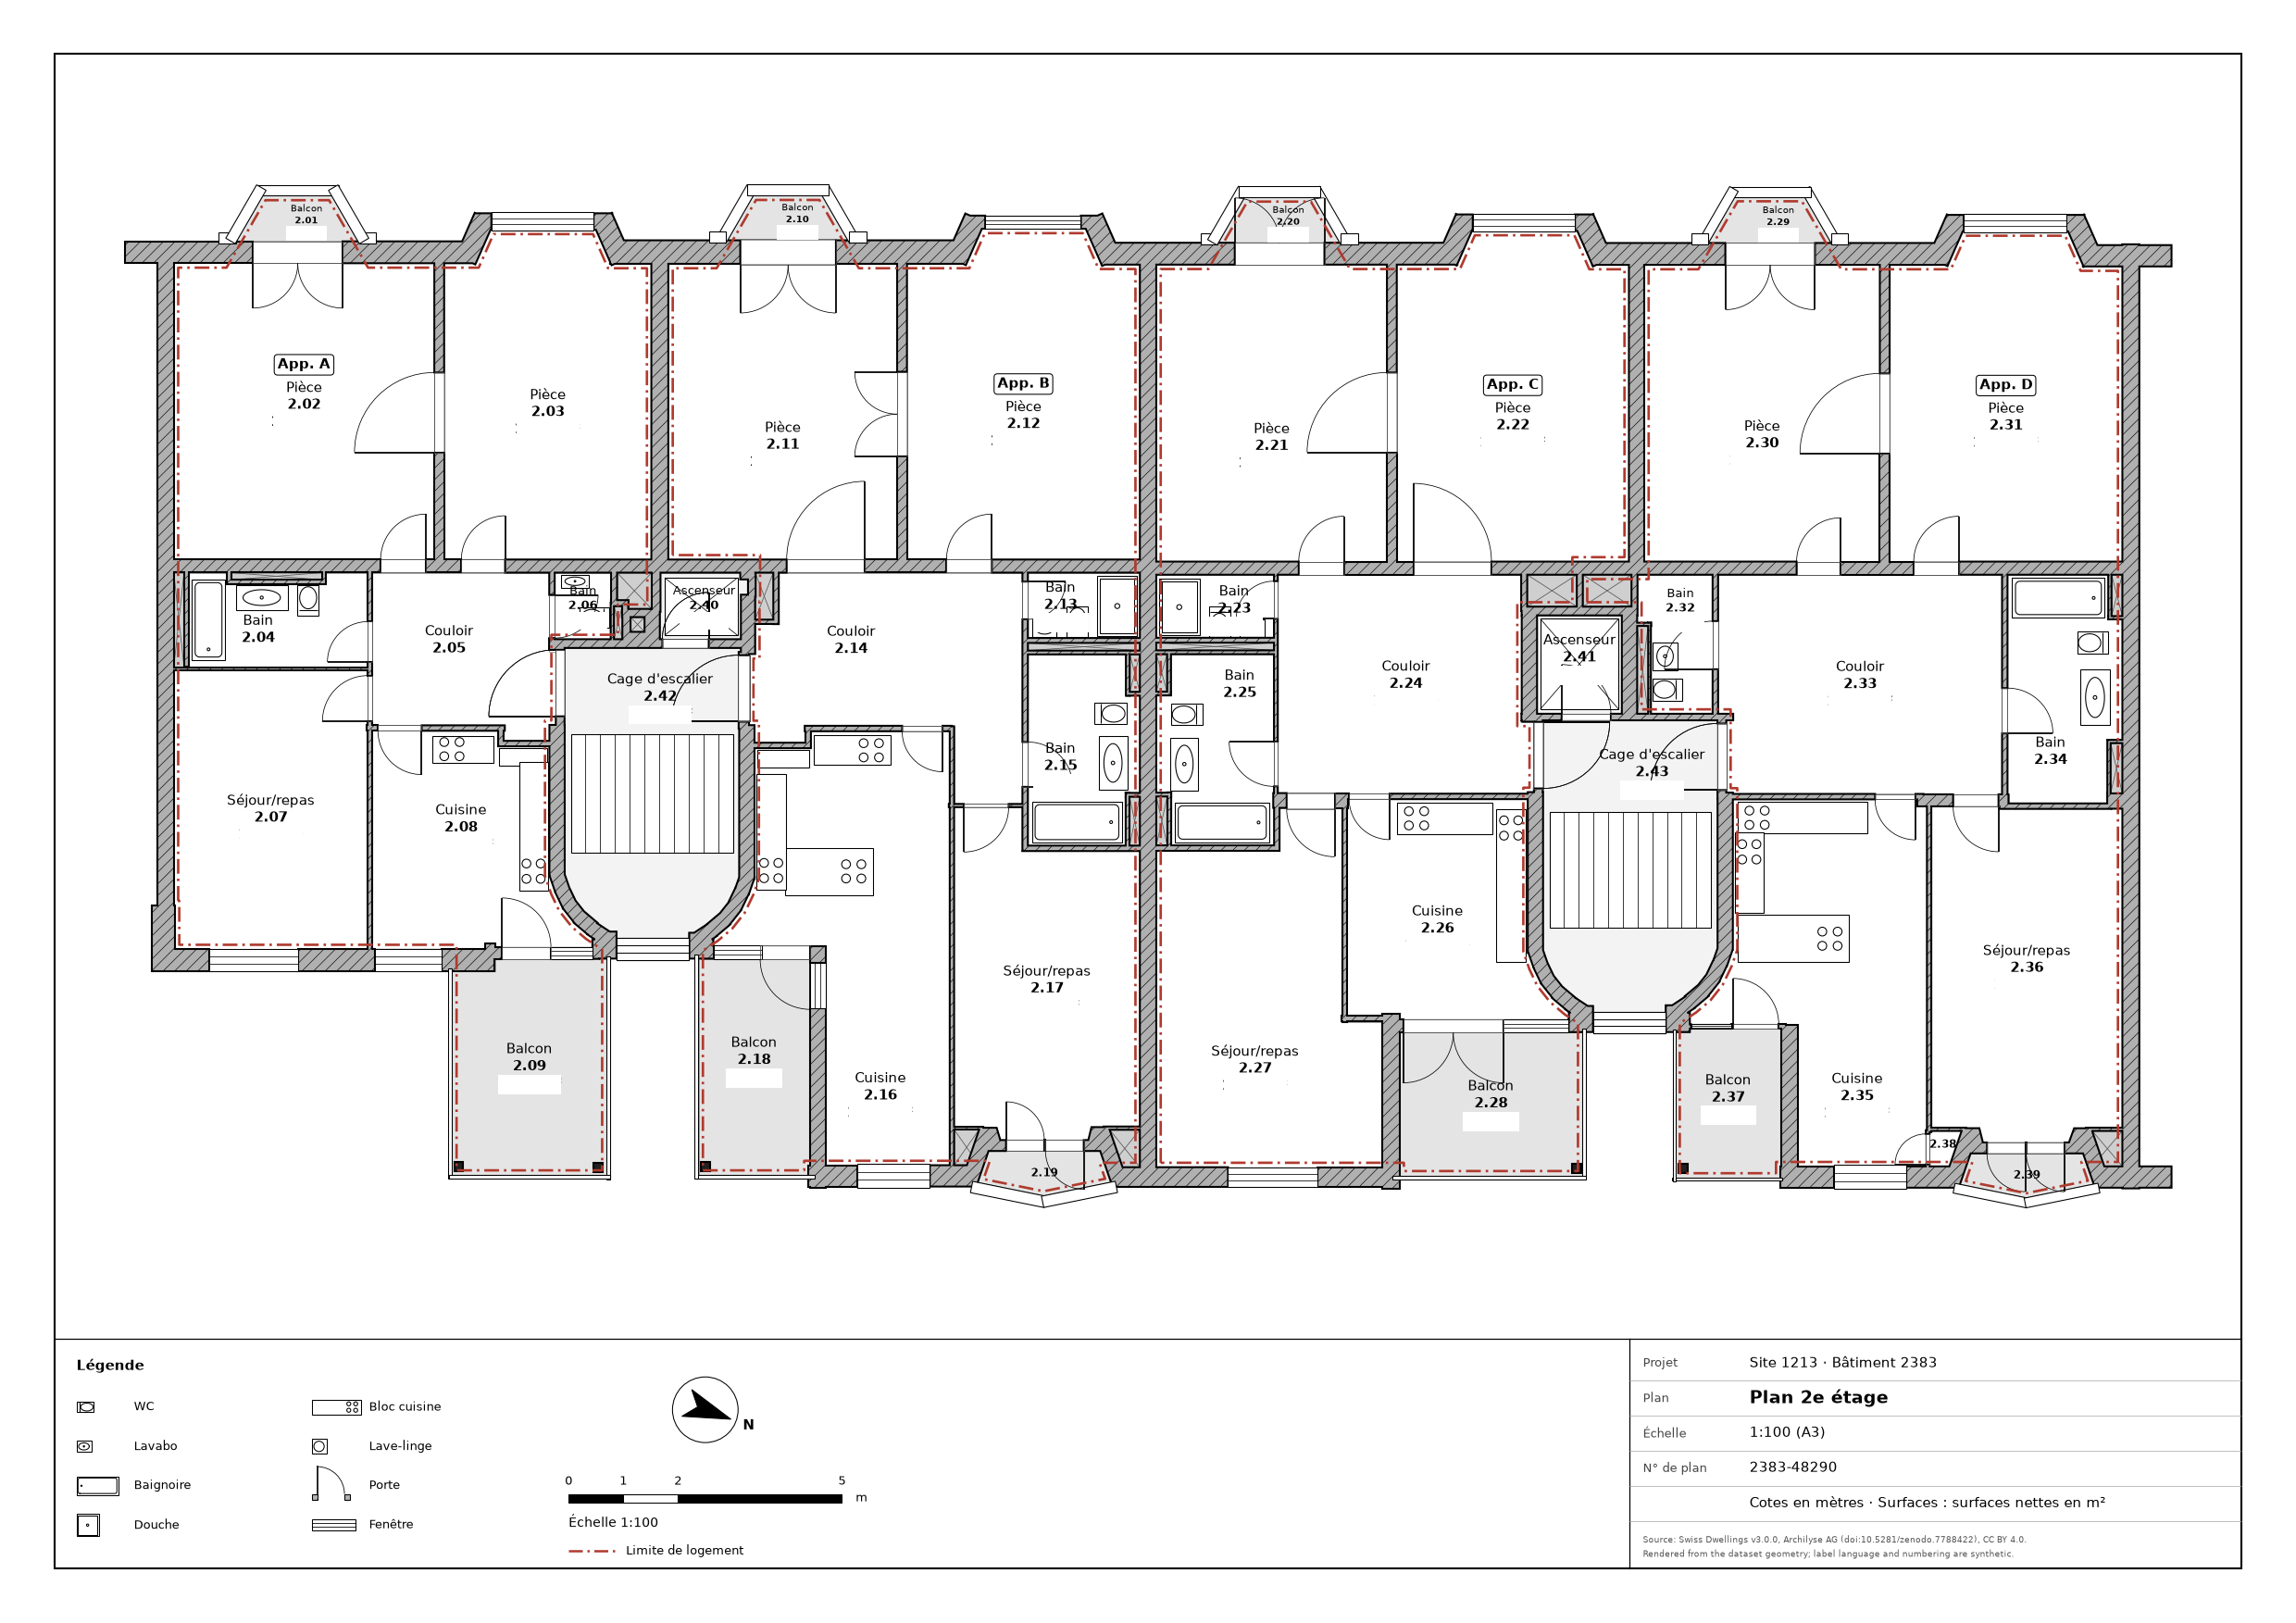 Balcon
2.01
Balcon
2.10
Balcon
2.20
Balcon
2.29
App. A
Pièce
2.02
Pièce
2.03
Pièce
2.11
App. B
Pièce
2.12
Pièce
2.21
App. C
Pièce
2.22
Pièce
2.30
App. D
Pièce
2.31
Bain
2.04
Couloir
2.05
Bain
2.06
Ascenseur
2.40
Couloir
2.14
Bain
2.13
Bain
2.23
Couloir
2.24
Ascenseur
2.41
Bain
2.32
Couloir
2.33
Cage d'escalier
2.42
Bain
2.15
Bain
2.25
Cage d'escalier
2.43
Bain
2.34
Séjour/repas
2.07
Cuisine
2.08
Cuisine
2.26
Séjour/repas
2.17
Séjour/repas
2.36
Balcon
2.09
Balcon
2.18
Cuisine
2.16
Séjour/repas
2.27
Balcon
2.28
Balcon
2.37
Cuisine
2.35
2.38
2.19
2.39
Légende
WC
Lavabo
Baignoire
Douche
Bloc cuisine
Lave-linge
Porte
Fenêtre
N
0 1 2 5
m
Échelle 1:100
Limite de logement
Projet Site 1213 · Bâtiment 2383
Plan Plan 2e étage
Échelle 1:100 (A3)
N° de plan 2383-48290
Cotes en mètres · Surfaces : surfaces nettes en m²
Source: Swiss Dwellings v3.0.0, Archilyse AG (doi:10.5281/zenodo.7788422), CC BY 4.0.
Rendered from the dataset geometry; label language and numbering are synthetic.